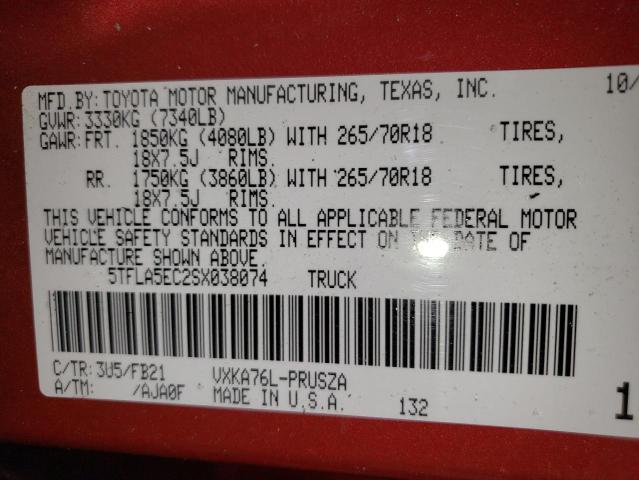 MFD.BY:TOYOTA MOTOR MANUFACTURING, TEXAS, INC. 10/
GVWR:3330KG (7340LB)
GAWR:FRT. 1850KG (4080LB) WITH 265/70R18 TIRES,
18X7.5J RIMS.
RR. 1750KG (3860LB) WITH 265/70R18 TIRES,
18X7.5J RIMS.
THIS VEHICLE CONFORMS TO ALL APPLICABLE FEDERAL MOTOR
VEHICLE SAFETY STANDARDS IN EFFECT ON THE DATE OF
MANUFACTURE SHOWN ABOVE.
5TFLA5EC2SX038074 TRUCK
C/TR:3U5/FB21 VXKA76L-PRUSZA
A/TM: /AJA0F MADE IN U.S.A. 132 1